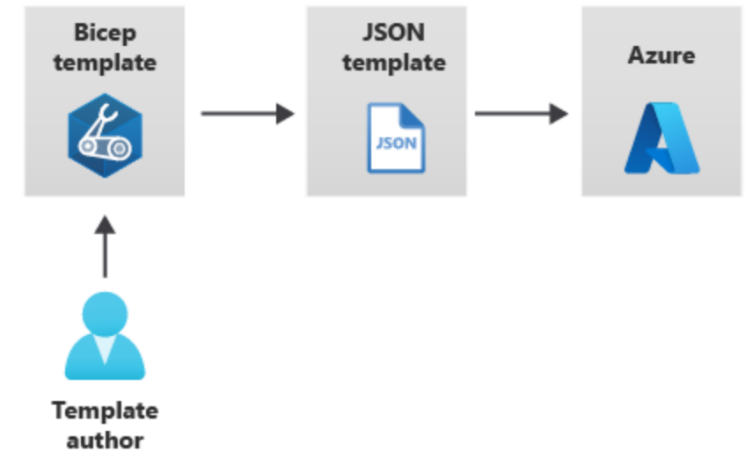 Bicep
template
JSON
template
JSON
Azure
Template
author